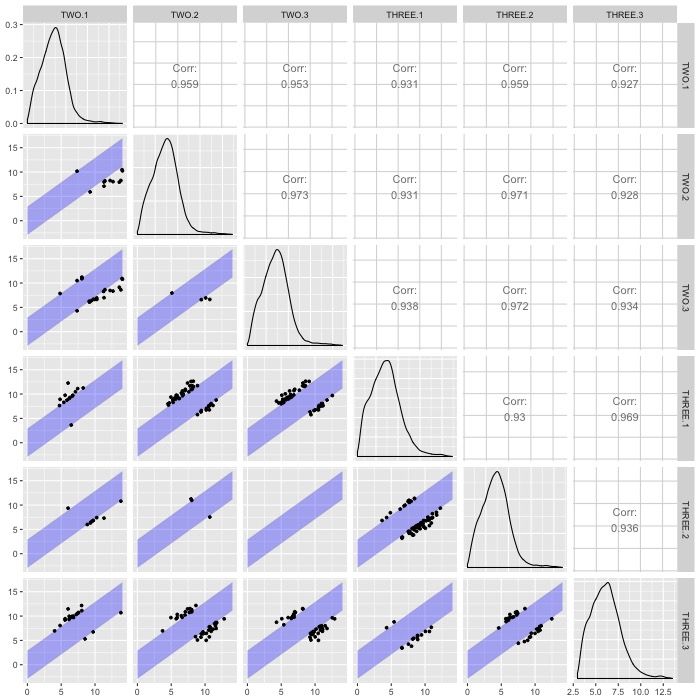 TWO.1 TWO.2 TWO.3 THREE.1 THREE.2 THREE.3
0.3
0.2
0.1
0.0
Corr:
0.959
Corr:
0.953
Corr:
0.931
Corr:
0.959
Corr:
0.927
TWO.1
15
10
5
0
Corr:
0.973
Corr:
0.931
Corr:
0.971
Corr:
0.928
TWO.2
15
10
5
0
Corr:
0.938
Corr:
0.972
Corr:
0.934
TWO.3
15
10
5
0
Corr:
0.93
Corr:
0.969
THREE.1
15
10
5
0
Corr:
0.936
THREE.2
15
10
5
0
THREE.3
0 5 10 0 5 10 0 5 10 0 5 10 0 5 10 2.5 5.0 7.5 10.0 12.5